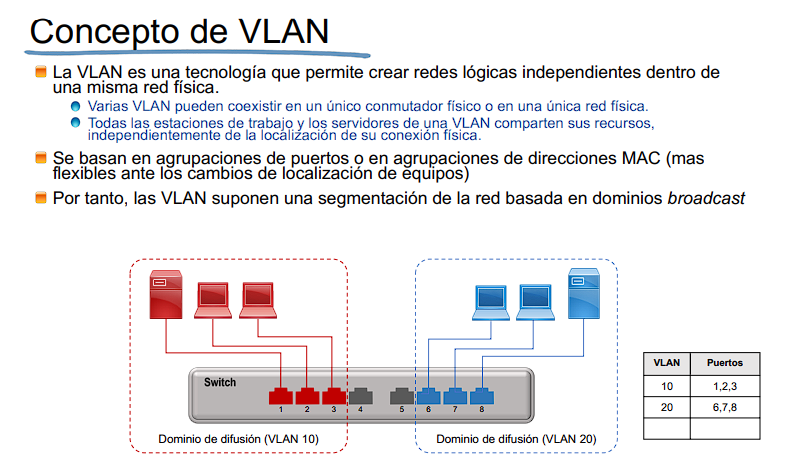 Concepto de VLAN
La VLAN es una tecnología que permite crear redes lógicas independientes dentro de
una misma red física.
Varias VLAN pueden coexistir en un único conmutador físico o en una única red física.
Todas las estaciones de trabajo y los servidores de una VLAN comparten sus recursos,
independientemente de la localización de su conexión física.
Se basan en agrupaciones de puertos o en agrupaciones de direcciones MAC (mas
flexibles ante los cambios de localización de equipos)
Por tanto, las VLAN suponen una segmentación de la red basada en dominios broadcast
Switch
1 2 3 4 5 6 7 8
Dominio de difusión (VLAN 10)
Dominio de difusión (VLAN 20)
VLAN Puertos
10 1,2,3
20 6,7,8